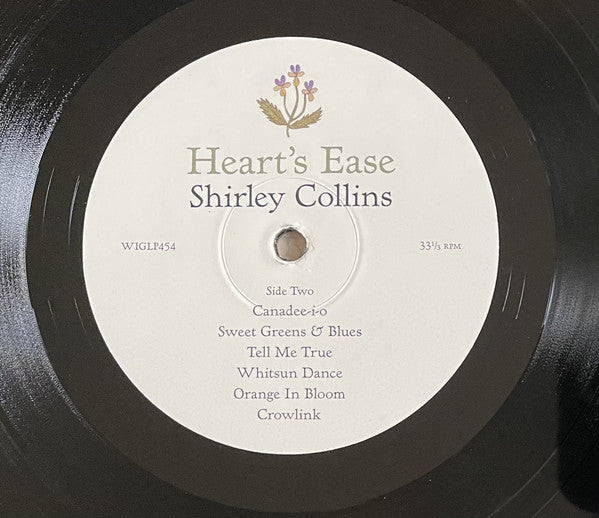 Heart's Ease
Shirley Collins
WIGLP454
33⅓ RPM
Side Two
Canadee-i-o
Sweet Greens & Blues
Tell Me True
Whitsun Dance
Orange In Bloom
Crowlink